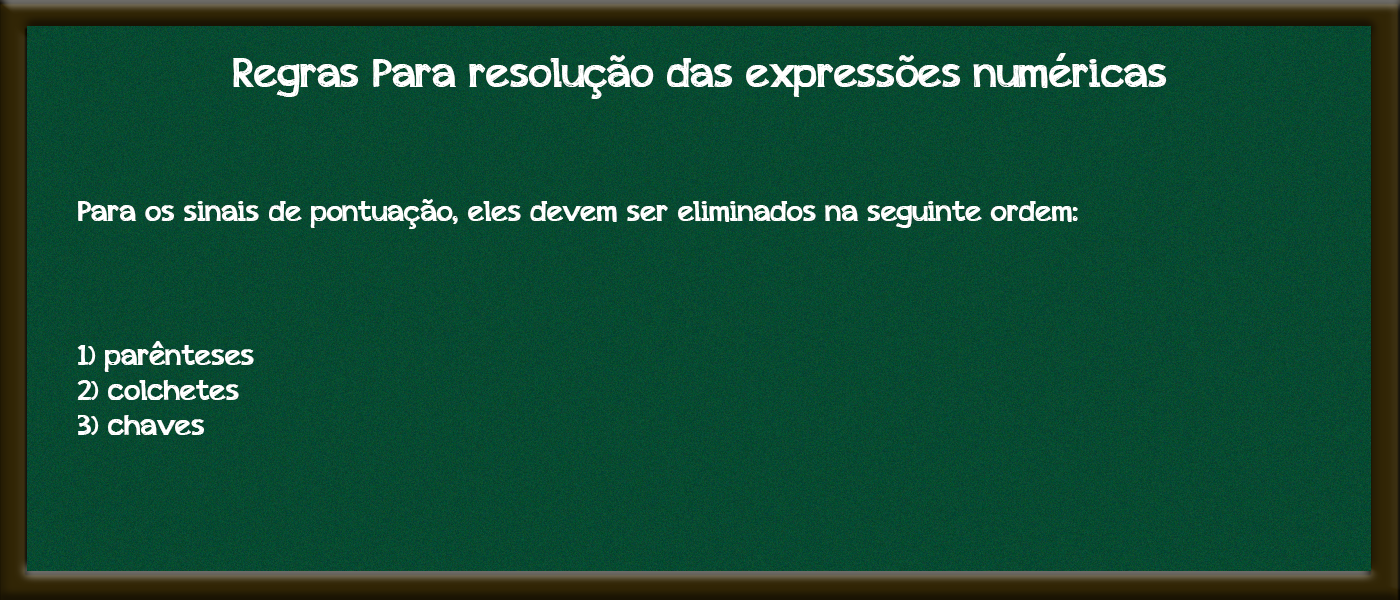 Regras Para resolução das expressões numéricas
Para os sinais de pontuação, eles devem ser eliminados na seguinte ordem:
1) parênteses
2) colchetes
3) chaves